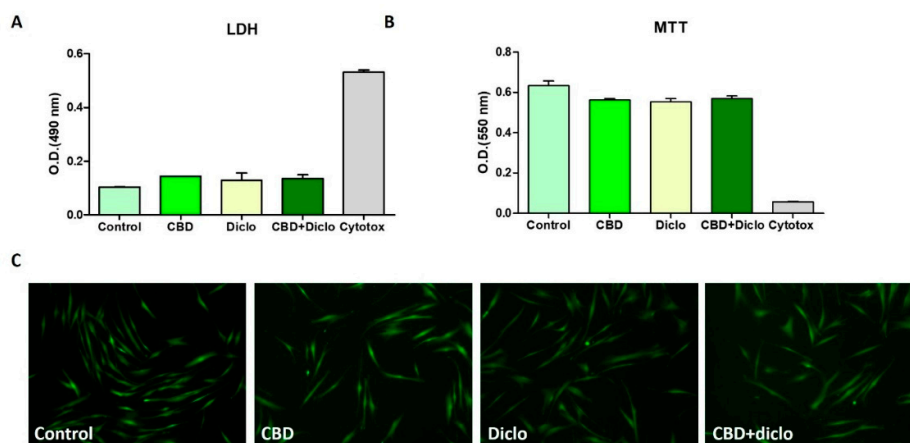 A
LDH
O.D.(490 nm)
0.6
0.4
0.2
0.0
Control CBD Diclo CBD+Diclo Cytotox
B
MTT
O.D.(550 nm)
0.8
0.6
0.4
0.2
0.0
Control CBD Diclo CBD+Diclo Cytotox
C
Control CBD Diclo CBD+diclo